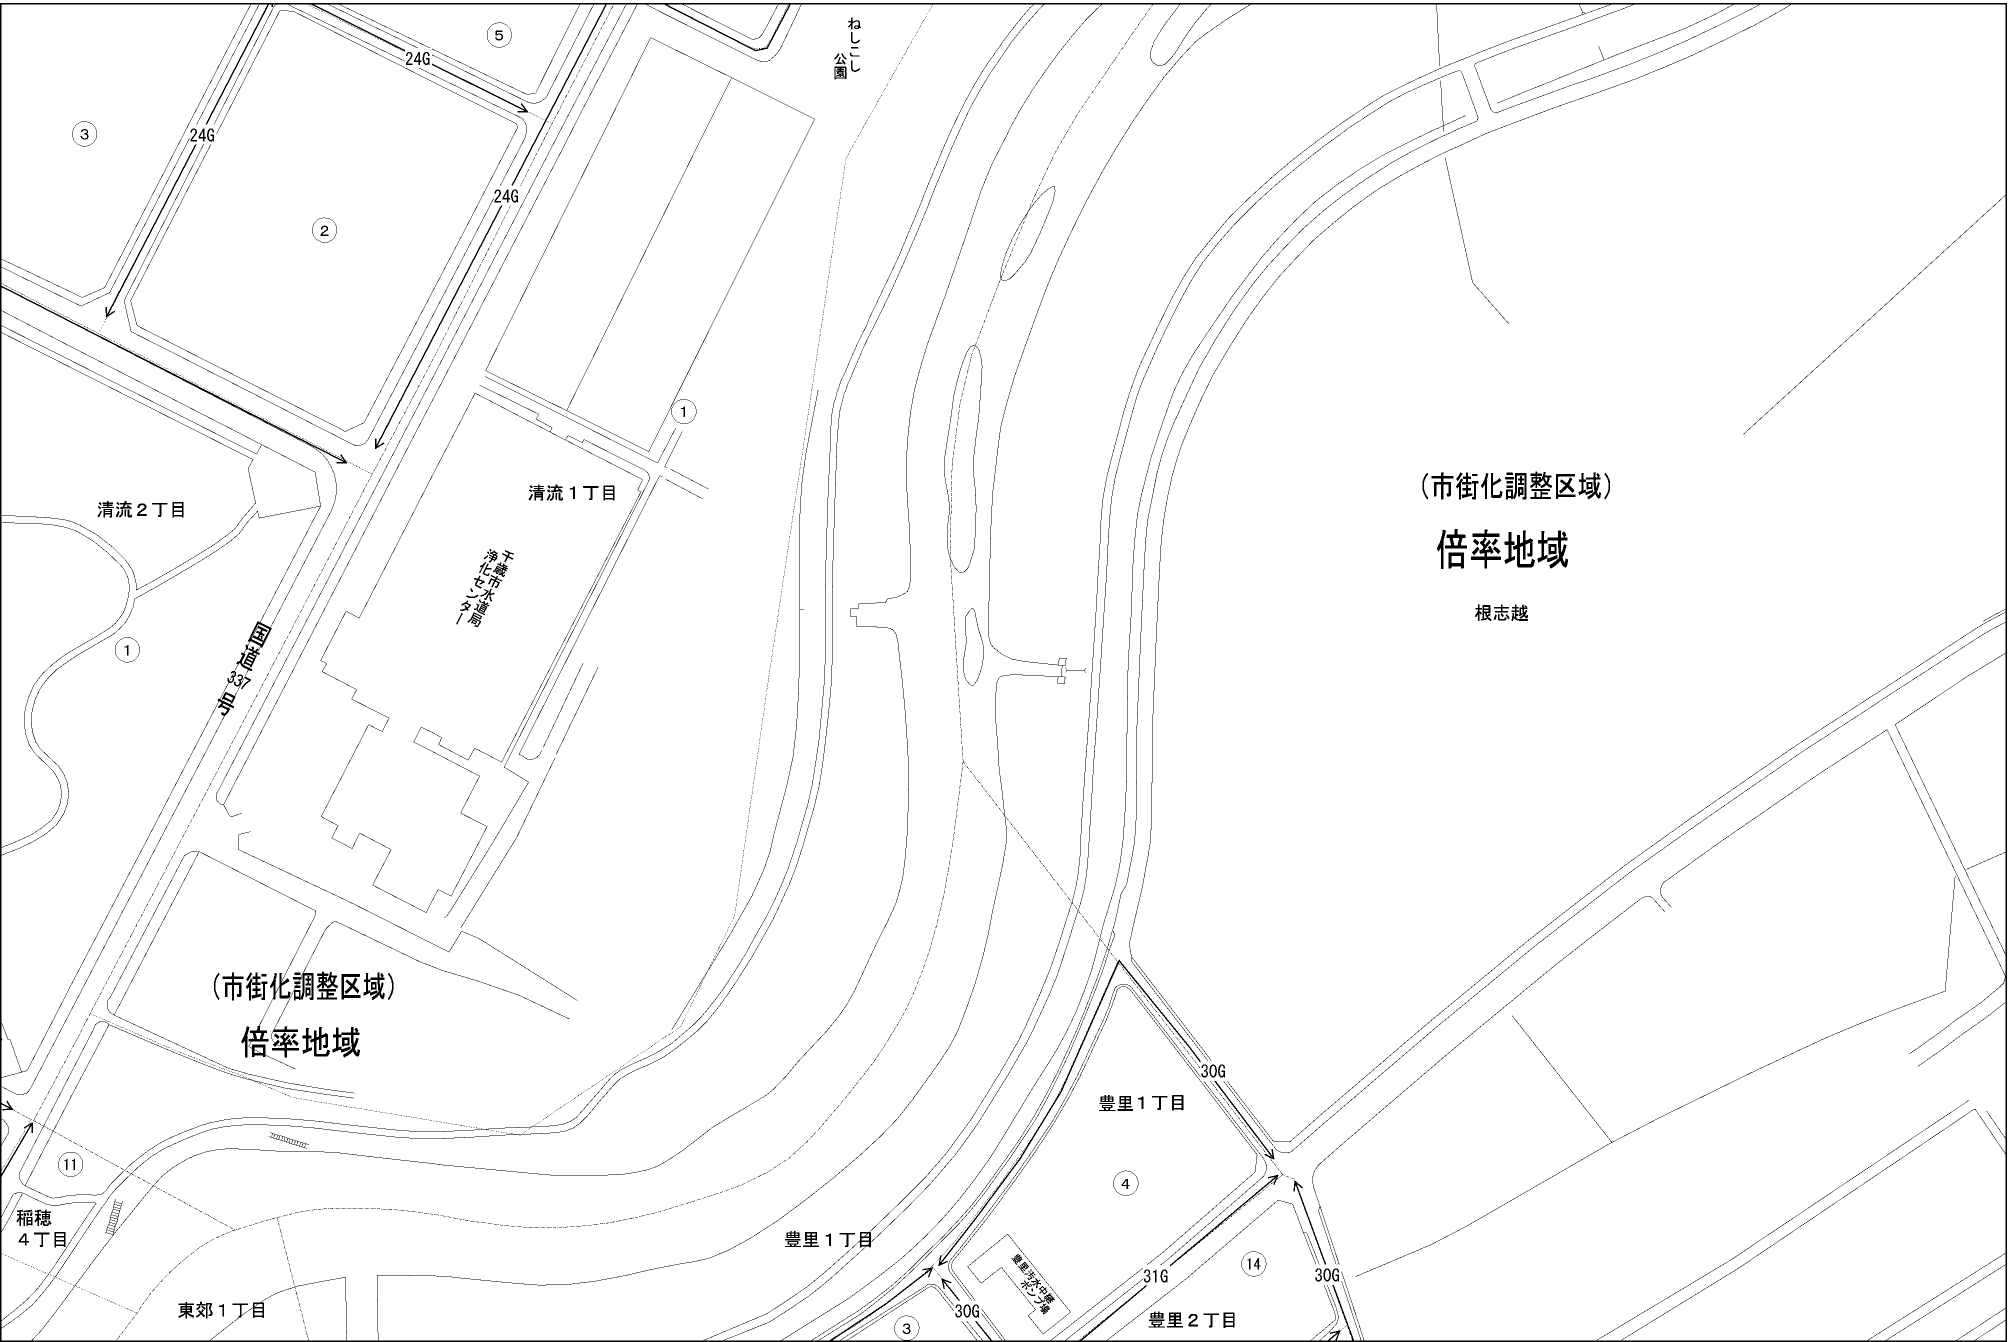 ねしこし
公園
⑤
24G
③
24G
24G
②
①
清流１丁目
清流２丁目
（市街化調整区域）
倍率地域
根志越
千歳市水道局
浄化センター
①
国道337号
（市街化調整区域）
倍率地域
30G
豊里１丁目
⑪
④
稲穂
４丁目
豊里１丁目
豊里汚水中継
ポンプ場
⑭
31G
30G
東郊１丁目
30G
豊里２丁目
③